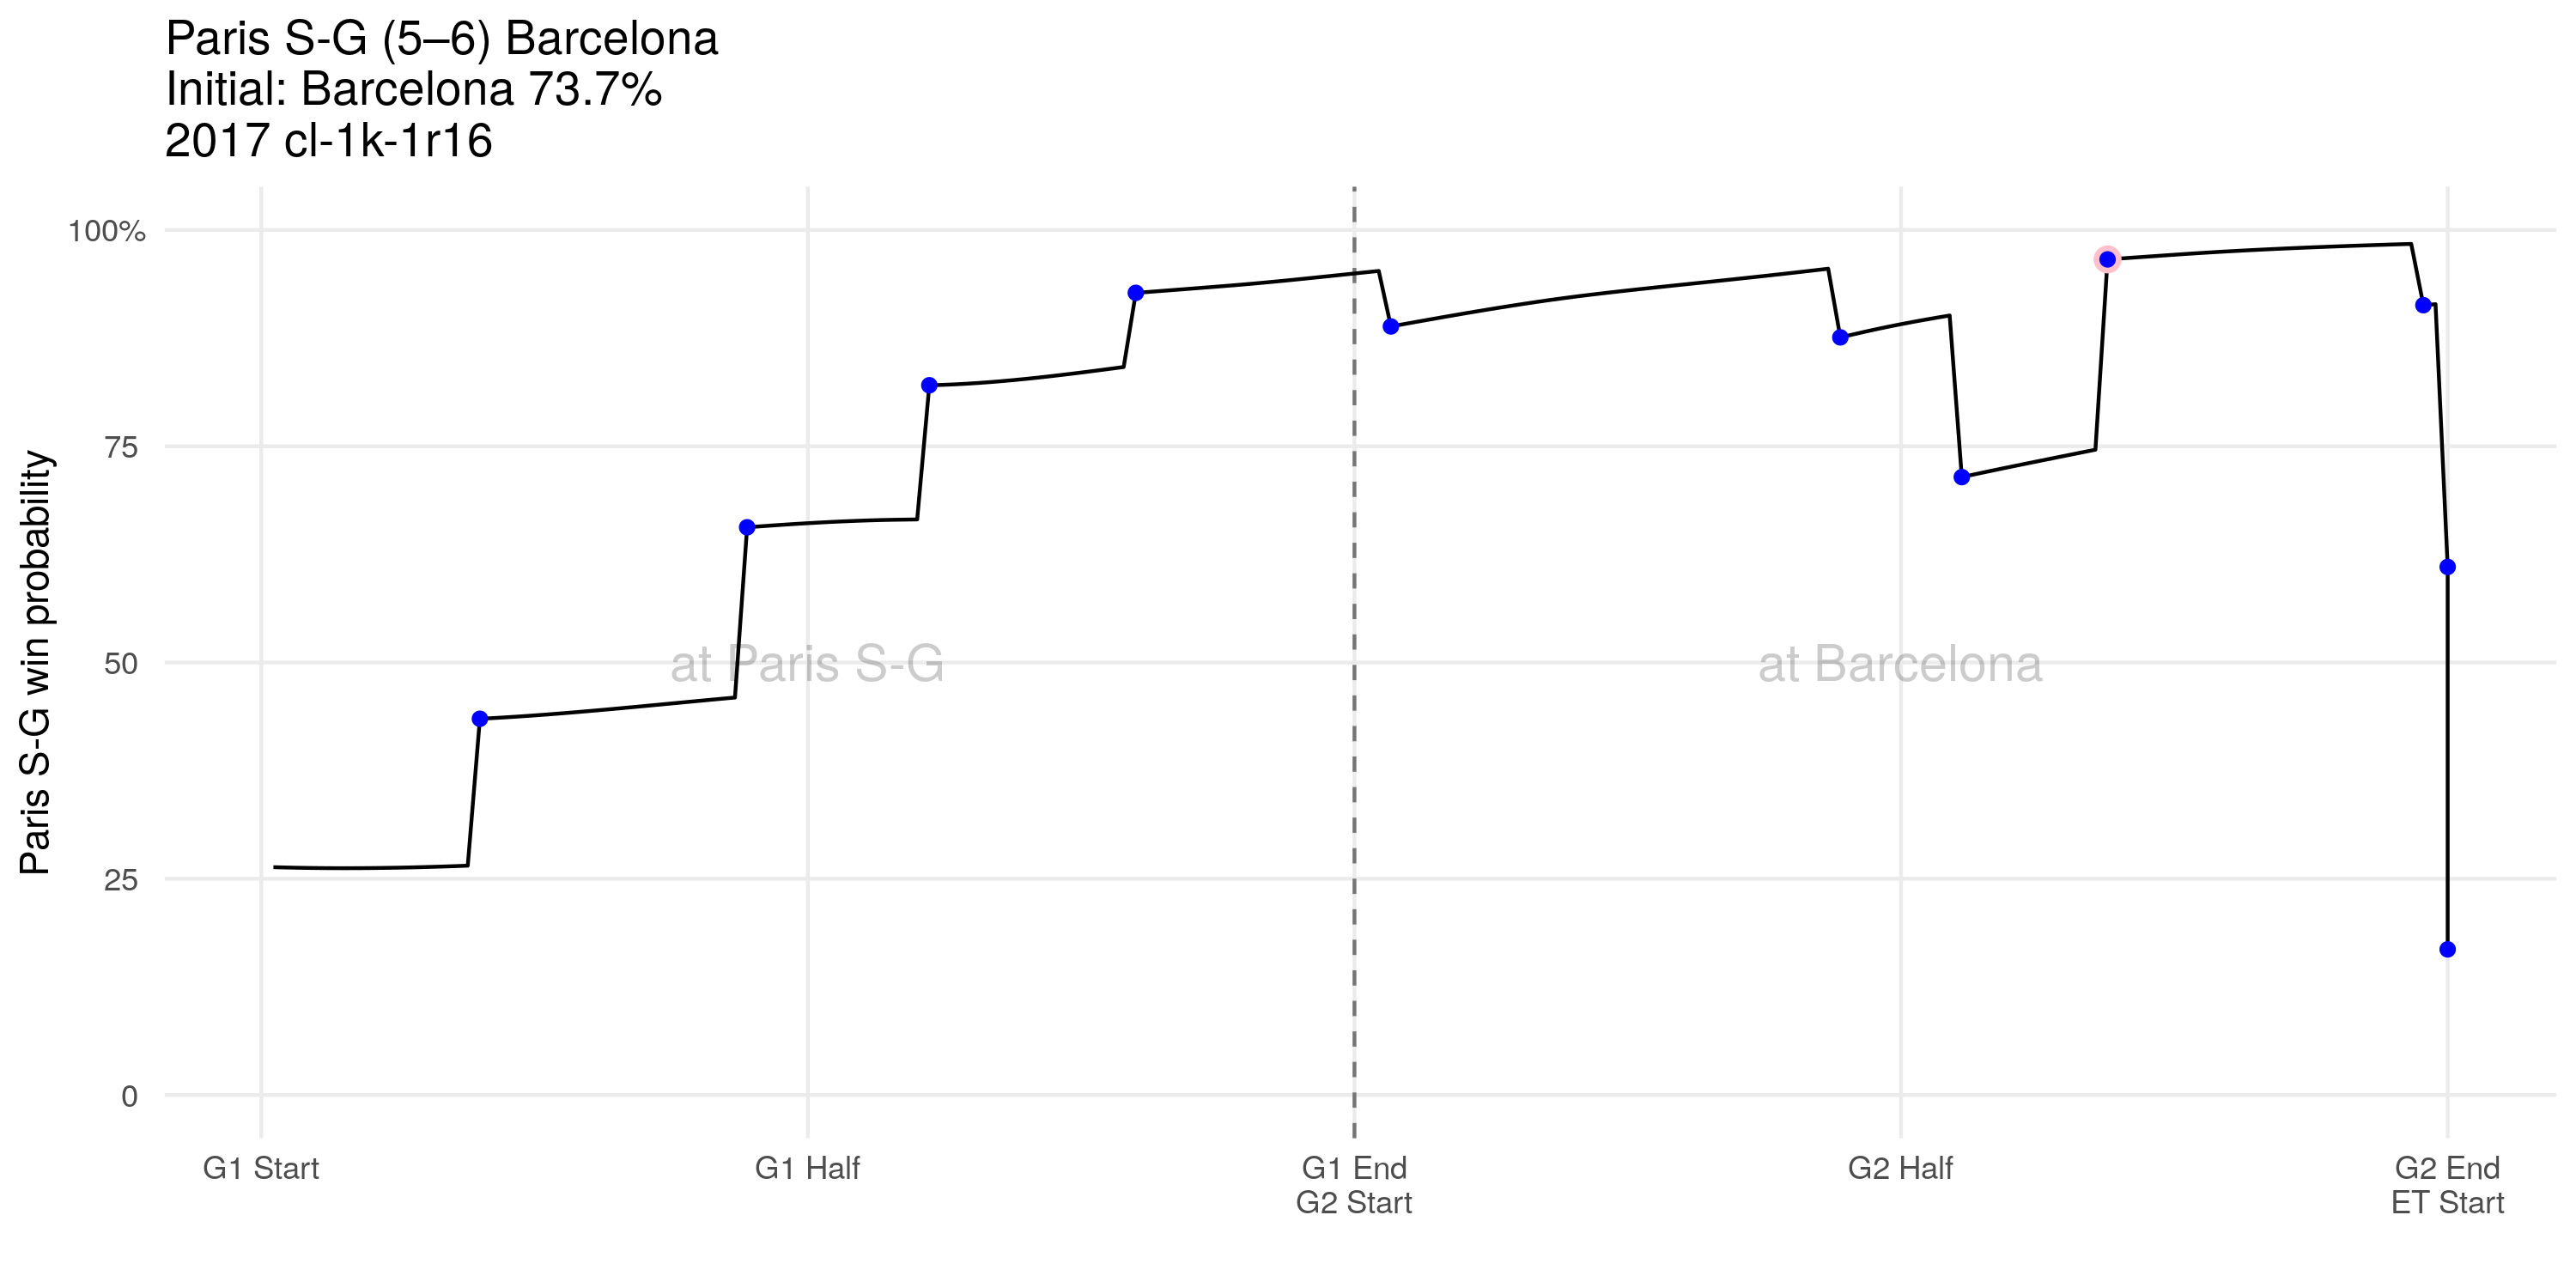 Paris S-G (5–6) Barcelona
Initial: Barcelona 73.7%
2017 cl-1k-1r16
Paris S-G win probability
100%
75
50
25
0
at Paris S-G
at Barcelona
G1 Start
G1 Half
G1 End
G2 Start
G2 Half
G2 End
ET Start